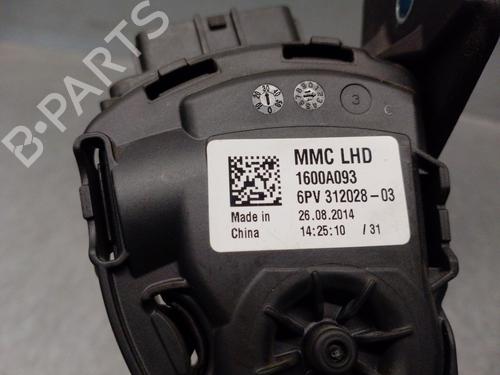 B-PARTS
3
C
MMC LHD
1600A093
6PV 312028-03
Made in 26.08.2014
China 14:25:10 / 31